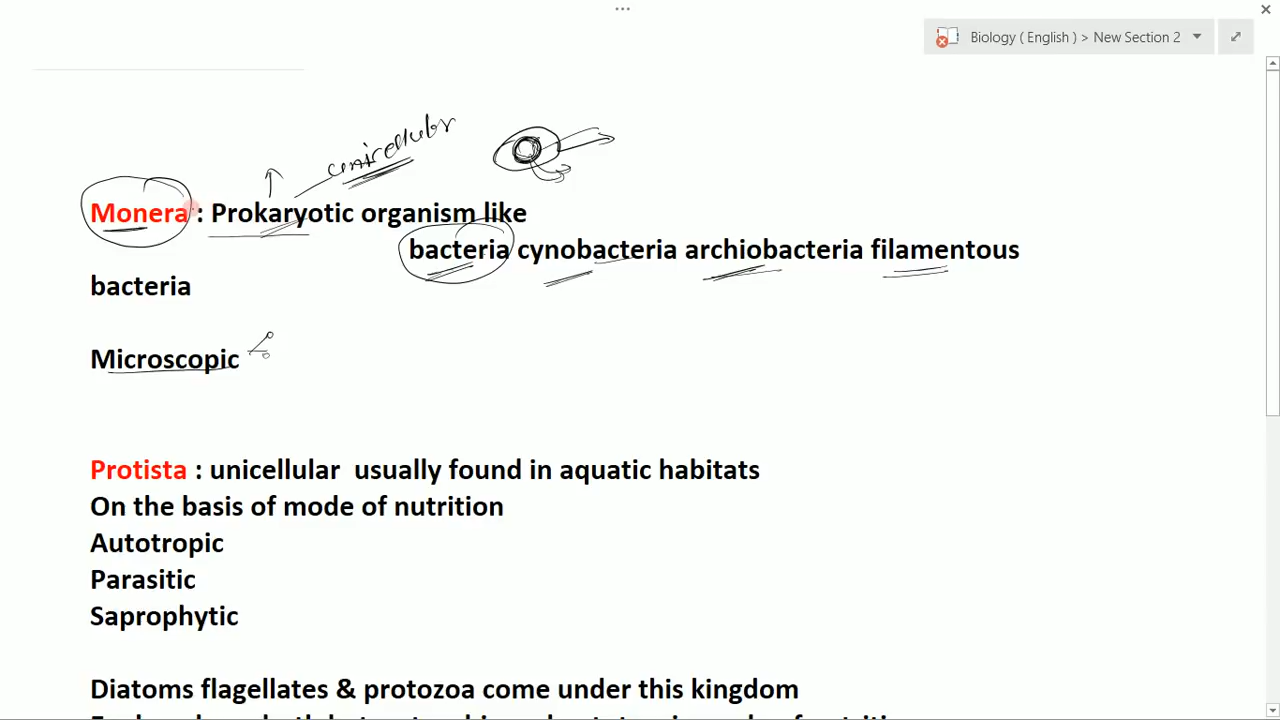 Biology ( English ) > New Section 2
unicellular
Monera : Prokaryotic organism like
bacteria cynobacteria archiobacteria filamentous
bacteria
Microscopic
Protista : unicellular usually found in aquatic habitats
On the basis of mode of nutrition
Autotropic
Parasitic
Saprophytic
Diatoms flagellates & protozoa come under this kingdom